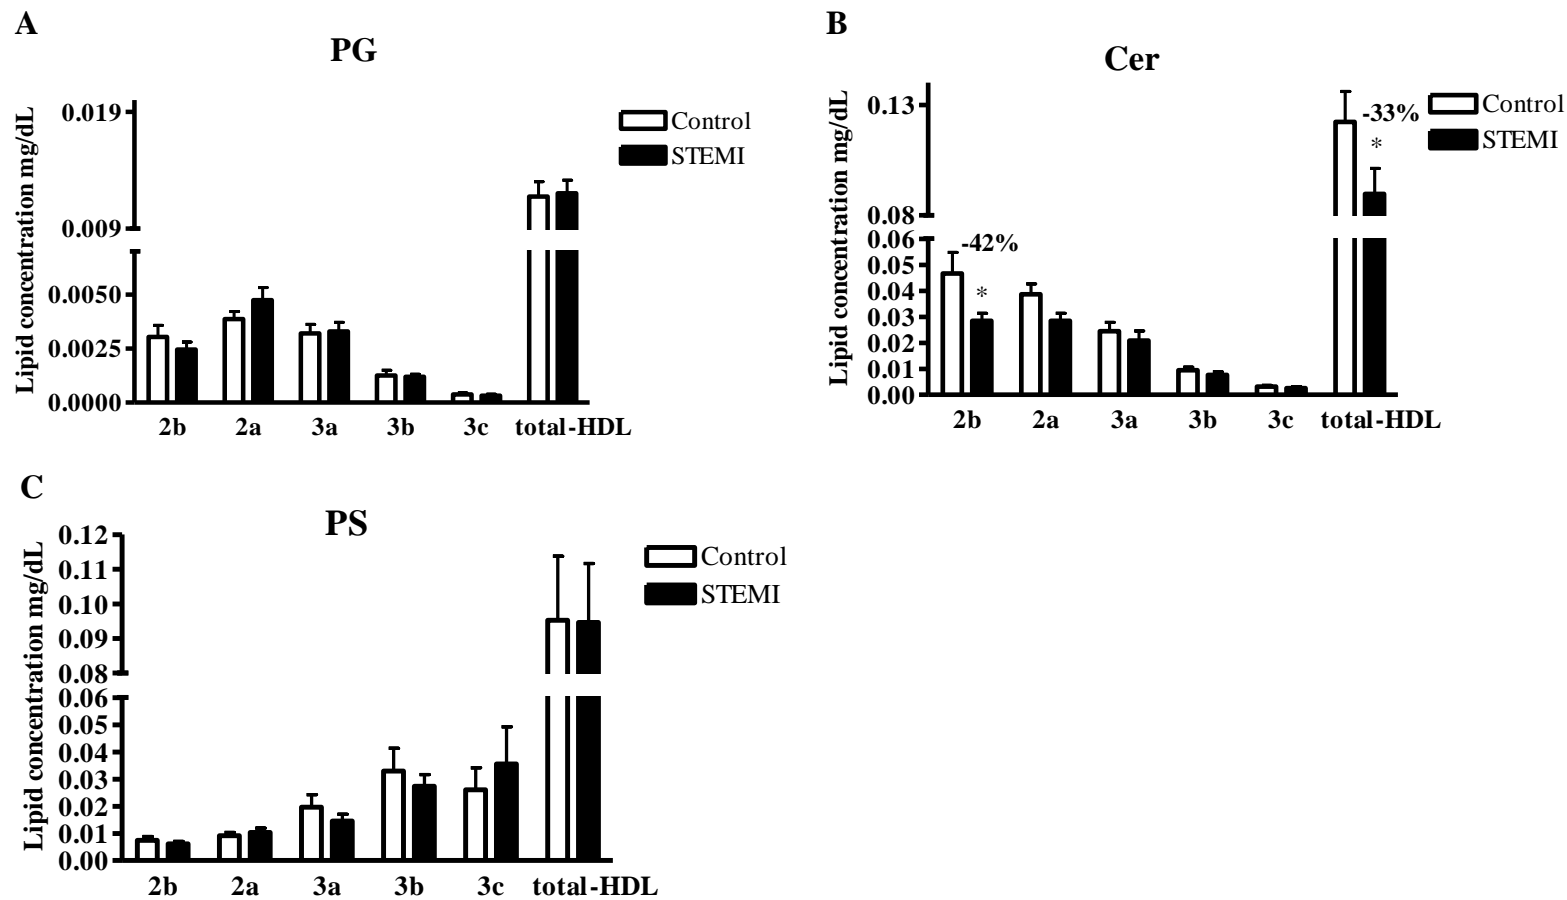 A
PG
Lipid concentration mg/dL
0.019
0.009
0.0050
0.0025
0.0000
2b 2a 3a 3b 3c total-HDL
Control
STEMI
B
Cer
Lipid concentration mg/dL
0.13
0.08
0.06
0.05
0.04
0.03
0.02
0.01
0.00
-42%
*
-33%
*
2b 2a 3a 3b 3c total-HDL
Control
STEMI
C
PS
Lipid concentration mg/dL
0.12
0.11
0.10
0.09
0.08
0.06
0.05
0.04
0.03
0.02
0.01
0.00
2b 2a 3a 3b 3c total-HDL
Control
STEMI